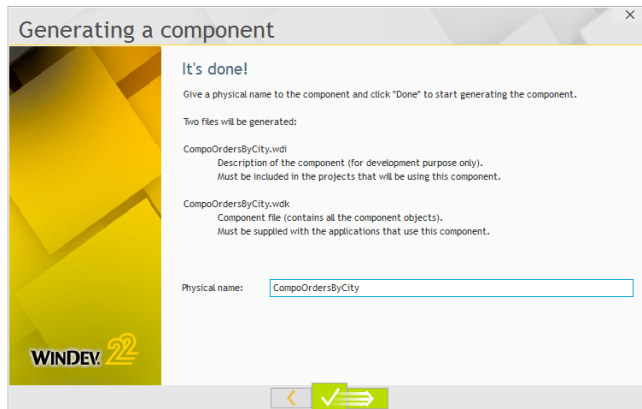 Generating a component
It's done!
Give a physical name to the component and click "Done" to start generating the component.
Two files will be generated:
CompoOrdersByCity.wdi
Description of the component (for development purpose only).
Must be included in the projects that will be using this component.
CompoOrdersByCity.wdk
Component file (contains all the component objects).
Must be supplied with the applications that use this component.
Physical name: CompoOrdersByCity
WINDEV. 22